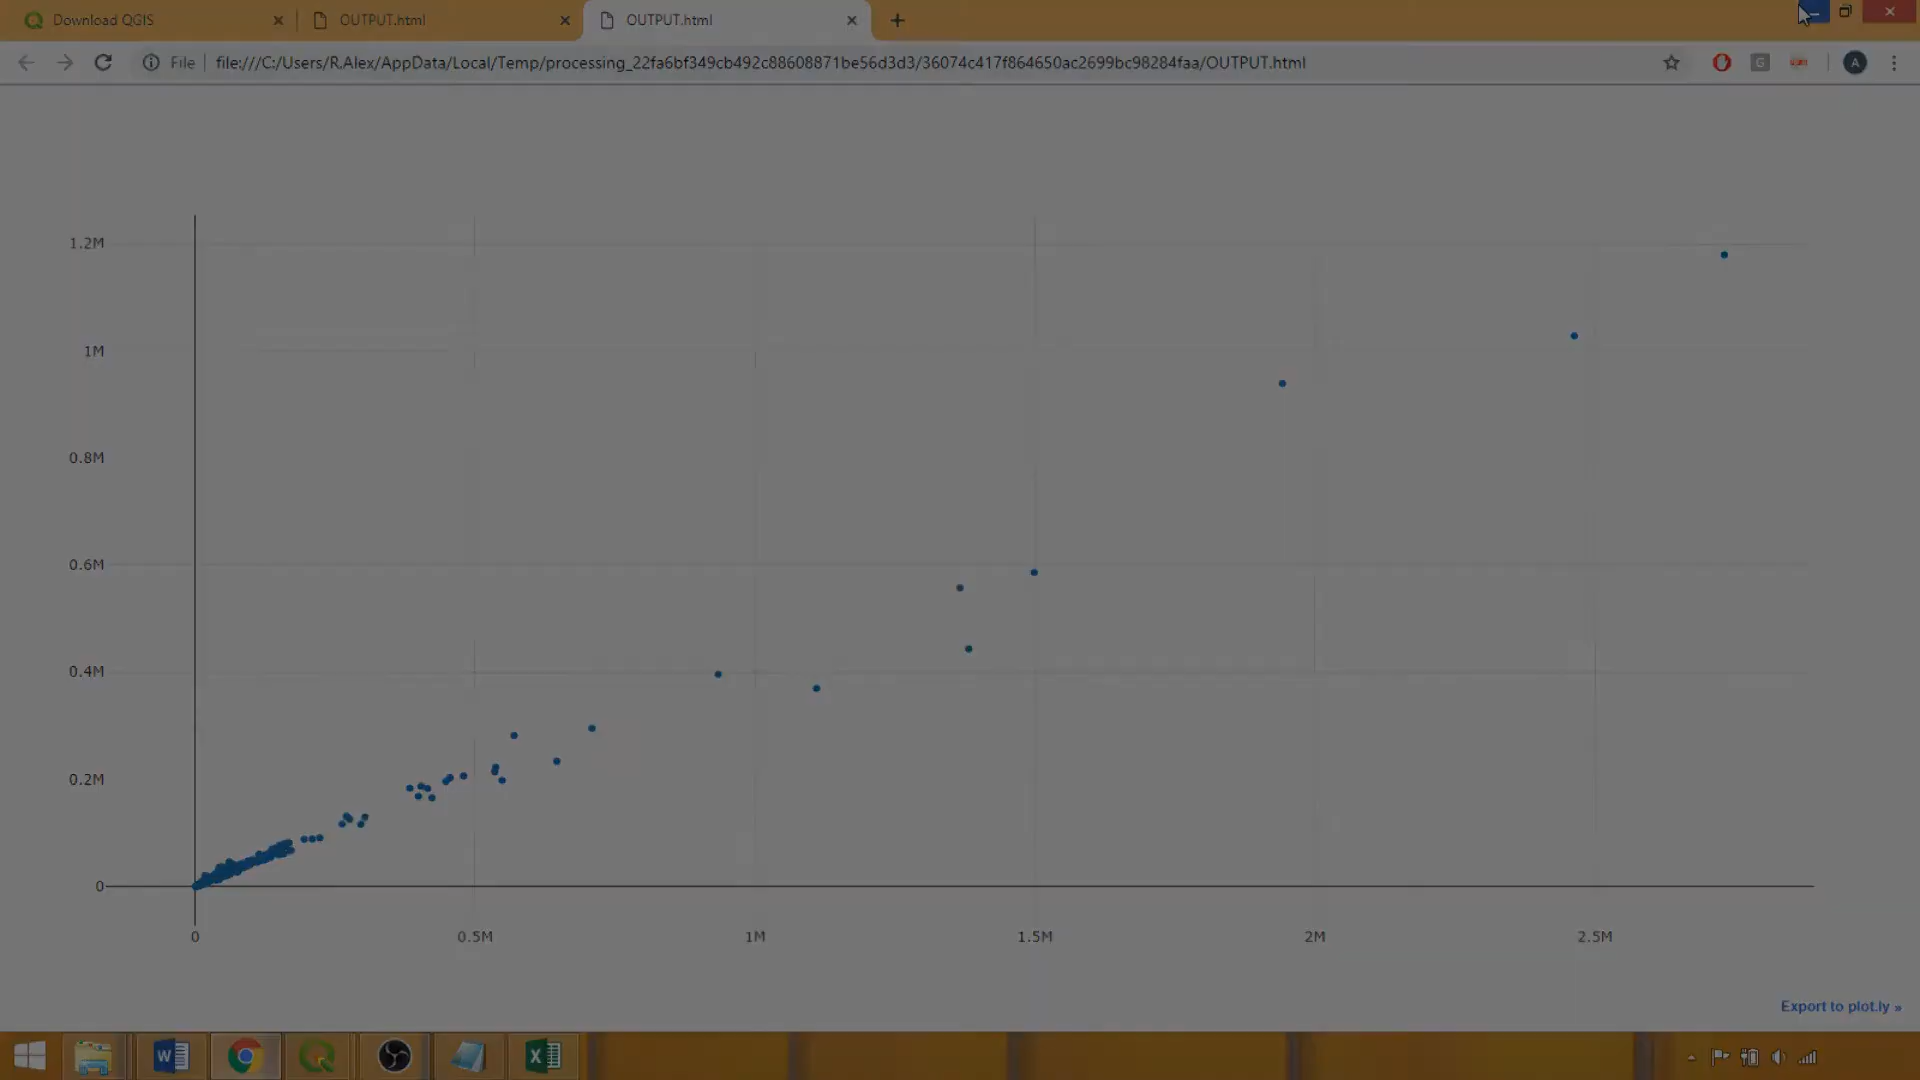 Download QGIS
OUTPUT.html
OUTPUT.html
File
file:///C:/Users/R.Alex/AppData/Local/Temp/processing_22fa6bf349cb492c88608871be56d3d3/36074c417f864650ac2699bc98284faa/OUTPUT.html
A
1.2M
1M
0.8M
0.6M
0.4M
0.2M
0
0 0.5M 1M 1.5M 2M 2.5M
Export to plot.ly »